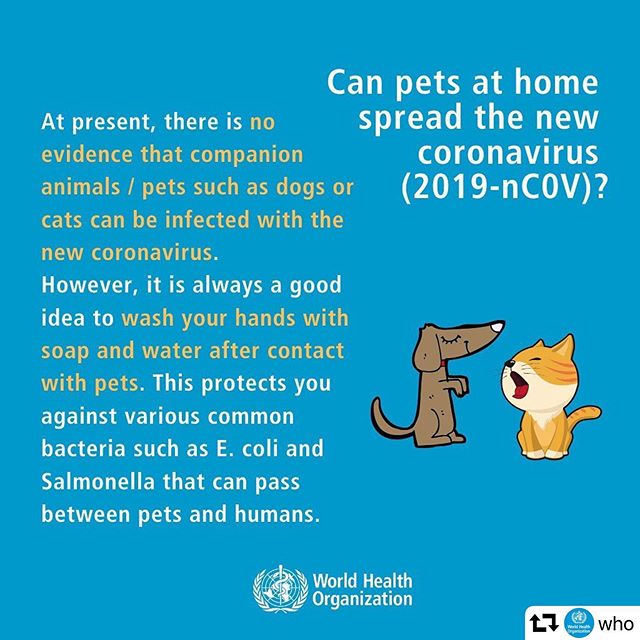 Can pets at home
spread the new
coronavirus
(2019-nC0V)?
At present, there is no
evidence that companion
animals / pets such as dogs or
cats can be infected with the
new coronavirus.
However, it is always a good
idea to wash your hands with
soap and water after contact
with pets. This protects you
against various common
bacteria such as E. coli and
Salmonella that can pass
between pets and humans.
World Health
Organization
World Health
Organization
who